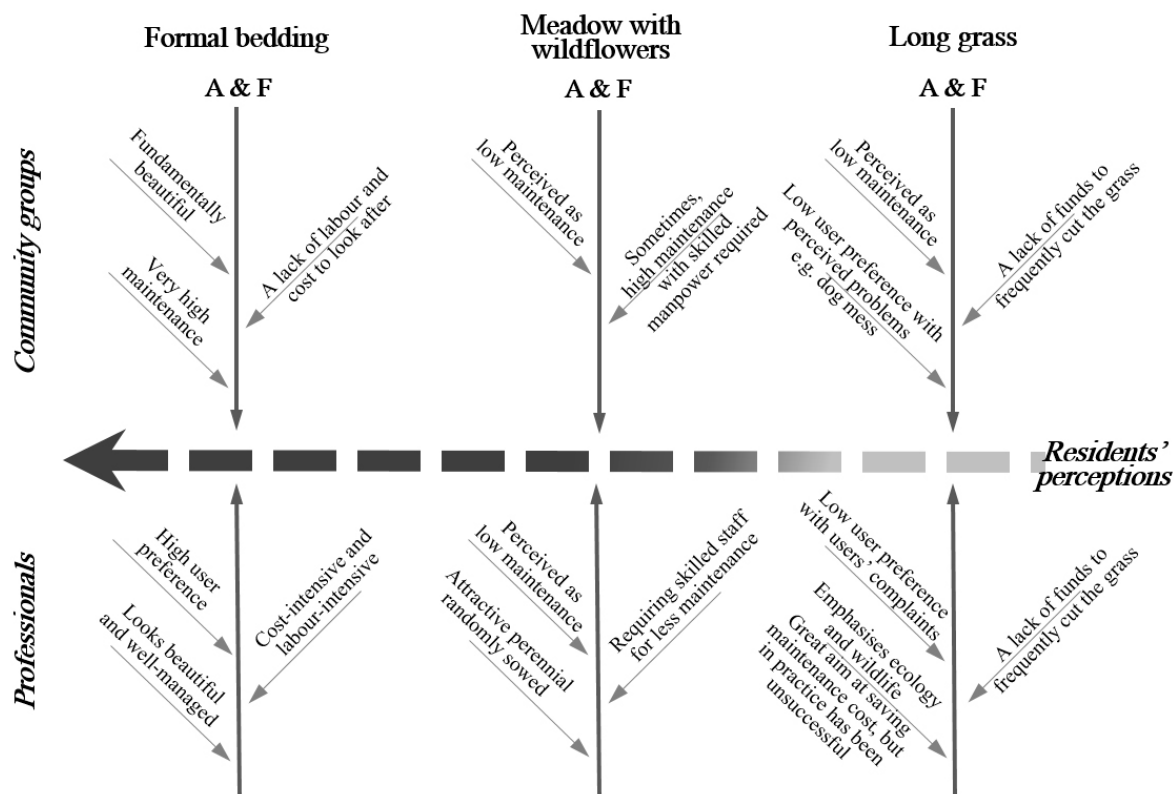 Formal bedding
Meadow with
wildflowers
Long grass
A & F
A & F
A & F
Community groups
Fundamentally
beautiful
Very high
maintenance
A lack of labour and
cost to look after
Perceived as
low maintenance
Sometimes,
high maintenance
with skilled
manpower required
Perceived as
low maintenance
Low user preference with
perceived problems
e.g. dog mess
A lack of funds to
frequently cut the grass
Residents'
perceptions
Professionals
High user
preference
Looks beautiful
and well-managed
Cost-intensive and
labour-intensive
Perceived as
low maintenance
Attractive perennial
randomly sowed
Requiring skilled staff
for less maintenance
Low user preference
with users' complaints
Emphasises ecology
and wildlife
Great aim at saving
maintenance cost, but
in practice has been
unsuccessful
A lack of funds to
frequently cut the grass